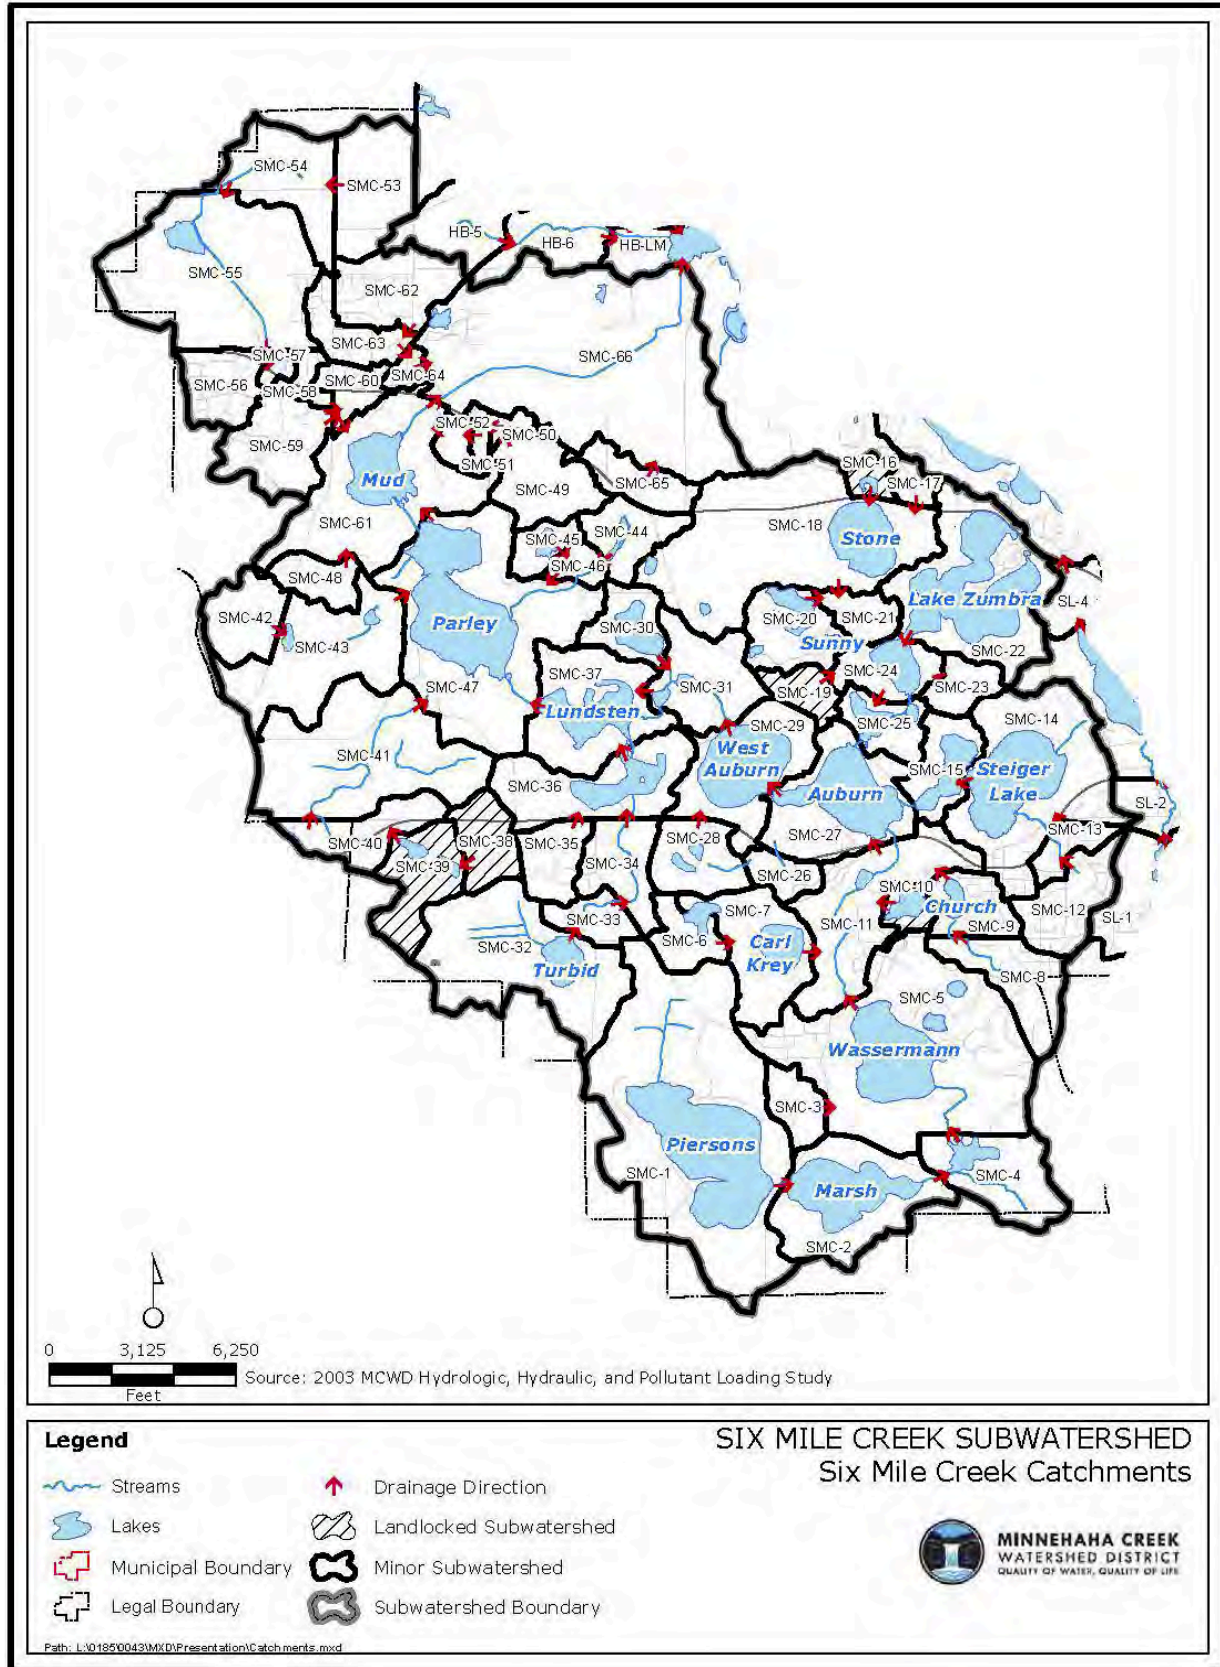 SMC-54
SMC-53
HB-5
HB-6
HB-LM
SMC-55
SMC-62
SMC-63
SMC-66
SMC-57
SMC-56
SMC-60
SMC-64
SMC-58
SMC-59
SMC-52
SMC-50
SMC-51
SMC-65
SMC-16
SMC-17
Mud
SMC-49
SMC-61
SMC-18
Stone
SMC-45
SMC-44
SMC-46
SMC-48
Lake Zumbra
SL-4
SMC-42
SMC-43
Parley
SMC-30
SMC-20
SMC-21
Sunny
SMC-22
SMC-37
SMC-24
SMC-47
SMC-31
SMC-19
SMC-23
Lundsten
SMC-29
SMC-25
SMC-14
SMC-41
West
Auburn
SMC-15
Steiger
Lake
SMC-36
Auburn
SL-2
SMC-13
SMC-40
SMC-38
SMC-35
SMC-28
SMC-27
SMC-39
SMC-34
SMC-26
SMC-10
Church
SMC-12
SL-1
SMC-33
SMC-7
SMC-11
SMC-9
SMC-32
SMC-6
Carl
Krey
Turbid
SMC-8
SMC-5
Wassermann
SMC-3
Piersons
SMC-1
Marsh
SMC-4
SMC-2
0 3,125 6,250
Feet
Source: 2003 MCWD Hydrologic, Hydraulic, and Pollutant Loading Study
Legend
Streams
Lakes
Municipal Boundary
Legal Boundary
Drainage Direction
Landlocked Subwatershed
Minor Subwatershed
Subwatershed Boundary
SIX MILE CREEK SUBWATERSHED
Six Mile Creek Catchments
MINNEHAHA CREEK
WATERSHED DISTRICT
QUALITY OF WATER, QUALITY OF LIFE
Path: L:\0185\0043\MXD\Presentation\Catchments.mxd